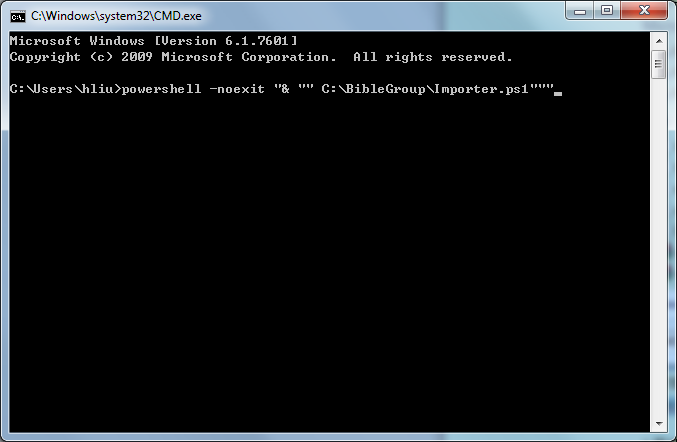 C:\Windows\system32\CMD.exe
Microsoft Windows [Version 6.1.7601]
Copyright (c) 2009 Microsoft Corporation.  All rights reserved.
C:\Users\hliu>powershell -noexit "& "" C:\BibleGroup\Importer.ps1"""